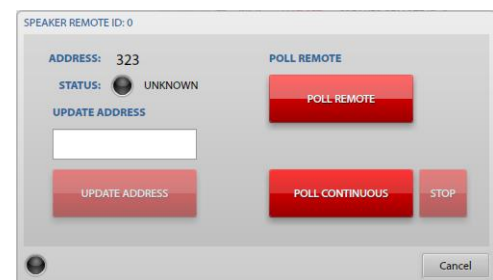 SPEAKER REMOTE ID: 0
ADDRESS: 323
STATUS: UNKNOWN
UPDATE ADDRESS
UPDATE ADDRESS
POLL REMOTE
POLL REMOTE
POLL CONTINUOUS
STOP
Cancel